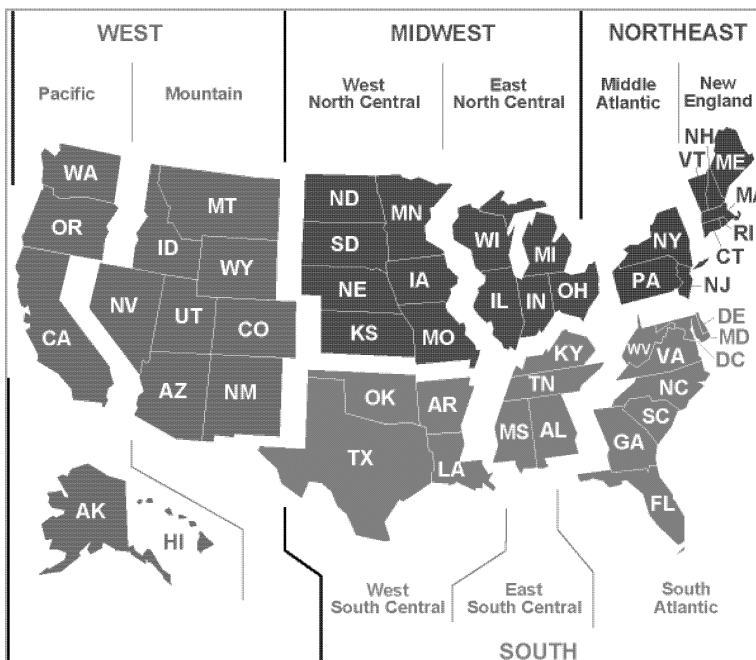 WEST
MIDWEST
NORTHEAST
Pacific
Mountain
West
North Central
East
North Central
Middle
Atlantic
New
England
NH
VT
ME
WA
MT
ND
MN
MA
OR
ID
SD
WI
MI
NY
RI
CT
WY
IA
PA
NJ
NV
NE
IL
IN
OH
CA
UT
CO
KS
MO
DE
MD
DC
WV
VA
KY
AZ
NM
OK
AR
TN
NC
SC
MS
AL
GA
TX
LA
FL
AK
HI
West
South Central
East
South Central
South
Atlantic
SOUTH